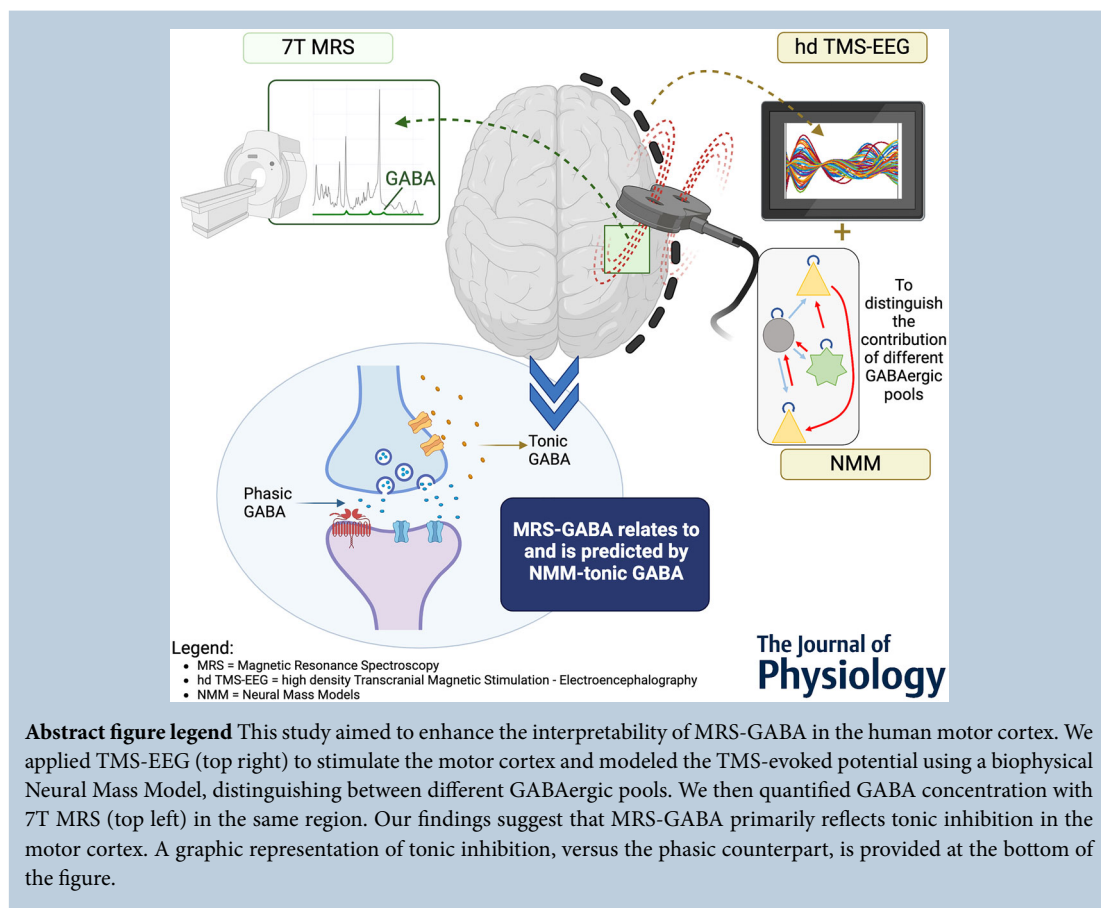 7T MRS
hd TMS-EEG
GABA
+
To
distinguish
the
contribution
of different
GABAergic
pools
NMM
Tonic
GABA
Phasic
GABA
MRS-GABA relates to
and is predicted by
NMM-tonic GABA
Legend:
• MRS = Magnetic Resonance Spectroscopy
• hd TMS-EEG = high density Transcranial Magnetic Stimulation - Electroencephalography
• NMM = Neural Mass Models
The Journal of
Physiology
Abstract figure legend This study aimed to enhance the interpretability of MRS-GABA in the human motor cortex. We
applied TMS-EEG (top right) to stimulate the motor cortex and modeled the TMS-evoked potential using a biophysical
Neural Mass Model, distinguishing between different GABAergic pools. We then quantified GABA concentration with
7T MRS (top left) in the same region. Our findings suggest that MRS-GABA primarily reflects tonic inhibition in the
motor cortex. A graphic representation of tonic inhibition, versus the phasic counterpart, is provided at the bottom of
the figure.